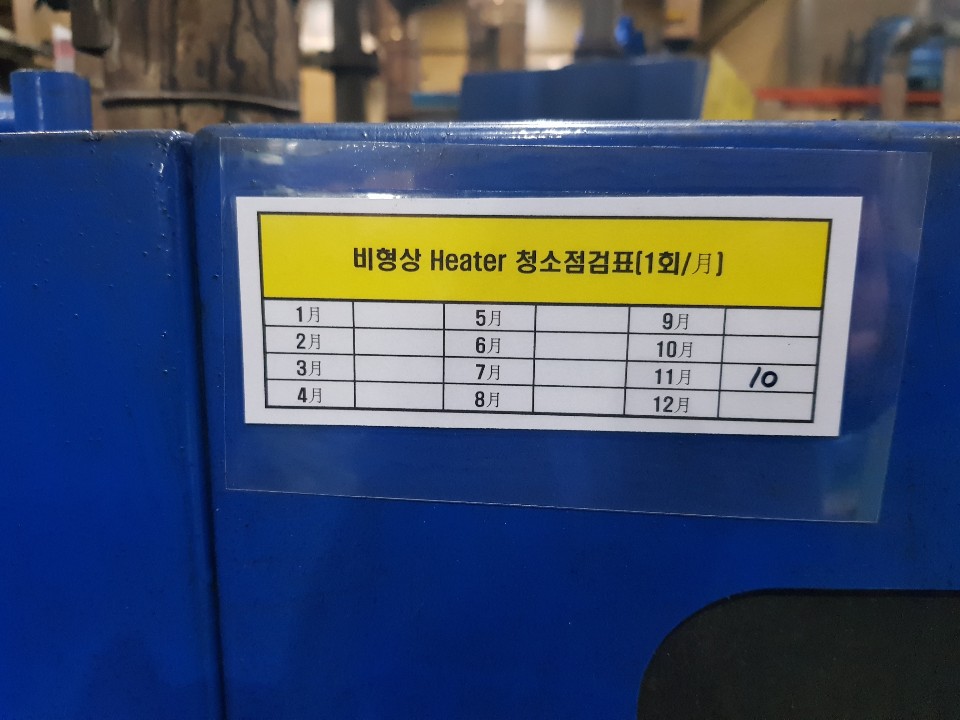 비형상 Heater 청소점검표(1회/月)
1月 5月 9月
2月 6月 10月
3月 7月 11月 10
4月 8月 12月